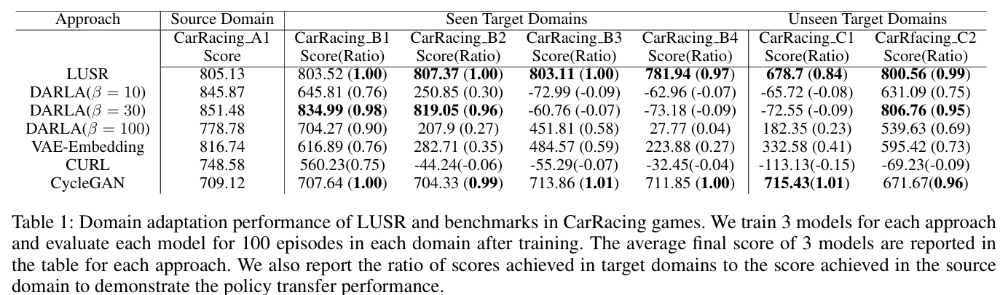 Approach Source Domain Seen Target Domains Unseen Target Domains
CarRacing_A1 CarRacing_B1 CarRacing_B2 CarRacing_B3 CarRacing_B4 CarRacing_C1 CarRfacing_C2
Score Score(Ratio) Score(Ratio) Score(Ratio) Score(Ratio) Score(Ratio) Score(Ratio)
LUSR 805.13 803.52 (1.00) 807.37 (1.00) 803.11 (1.00) 781.94 (0.97) 678.7 (0.84) 800.56 (0.99)
DARLA(β = 10) 845.87 645.81 (0.76) 250.85 (0.30) -72.99 (-0.09) -62.96 (-0.07) -65.72 (-0.08) 631.09 (0.75)
DARLA(β = 30) 851.48 834.99 (0.98) 819.05 (0.96) -60.76 (-0.07) -73.18 (-0.09) -72.55 (-0.09) 806.76 (0.95)
DARLA(β = 100) 778.78 704.27 (0.90) 207.9 (0.27) 451.81 (0.58) 27.77 (0.04) 182.35 (0.23) 539.63 (0.69)
VAE-Embedding 816.74 616.89 (0.76) 282.71 (0.35) 484.57 (0.59) 223.88 (0.27) 332.58 (0.41) 595.42 (0.73)
CURL 748.58 560.23(0.75) -44.24(-0.06) -55.29(-0.07) -32.45(-0.04) -113.13(-0.15) -69.23(-0.09)
CycleGAN 709.12 707.64 (1.00) 704.33 (0.99) 713.86 (1.01) 711.85 (1.00) 715.43(1.01) 671.67(0.96)
Table 1: Domain adaptation performance of LUSR and benchmarks in CarRacing games. We train 3 models for each approach
and evaluate each model for 100 episodes in each domain after training. The average final score of 3 models are reported in
the table for each approach. We also report the ratio of scores achieved in target domains to the score achieved in the source
domain to demonstrate the policy transfer performance.